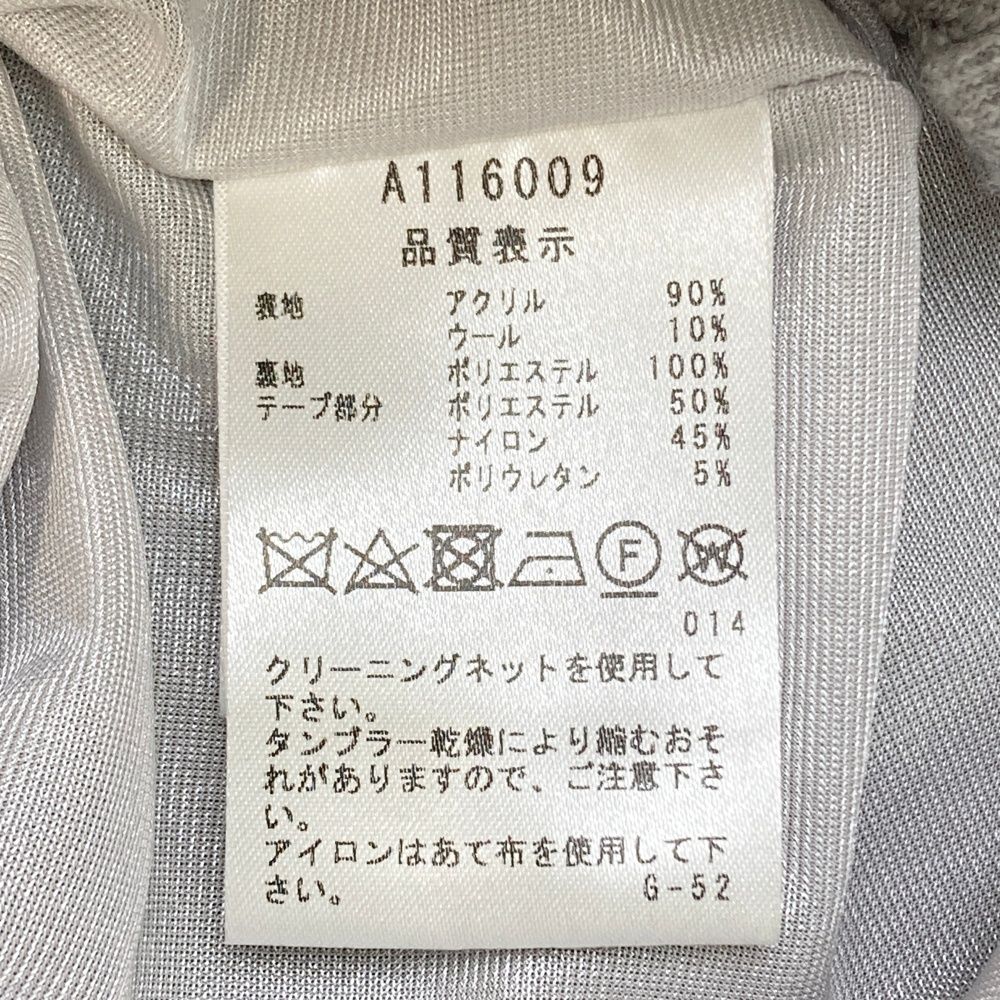 A116009
品質表示
表地 アクリル 90%
ウール 10%
裏地 ポリエステル 100%
テープ部分 ポリエステル 50%
ナイロン 45%
ポリウレタン 5%
F W
014
クリーニングネットを使用して
下さい。
タンブラー乾燥により縮むおそ
れがありますので、ご注意下さ
い。
アイロンはあて布を使用して下
さい。 G-52